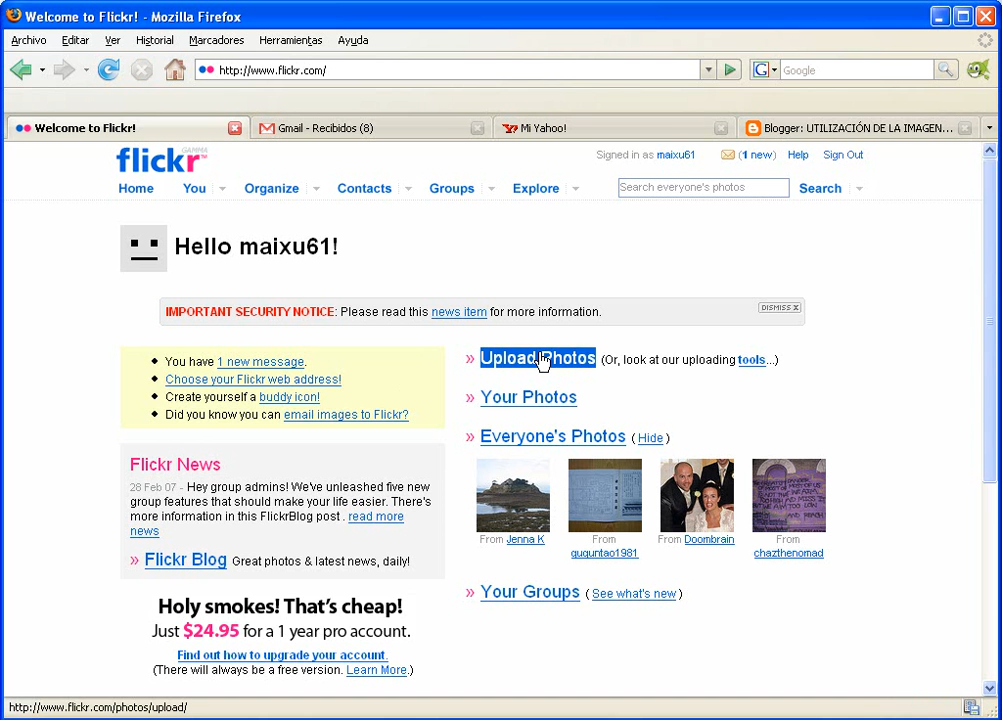 Welcome to Flickr! - Mozilla Firefox
Archivo Editar Ver Historial Marcadores Herramientas Ayuda
http://www.flickr.com/
G Google
Welcome to Flickr! Gmail - Recibidos (8) Mi Yahoo! Blogger: UTILIZACIÓN DE LA IMAGEN...
flickr GAMMA Signed in as maixu61 (1 new) Help Sign Out
Home You Organize Contacts Groups Explore Search everyone's photos Search
Hello maixu61!
IMPORTANT SECURITY NOTICE: Please read this news item for more information. DISMISS X
You have 1 new message.
Choose your Flickr web address!
Create yourself a buddy icon!
Did you know you can email images to Flickr?
Flickr News
28 Feb 07 - Hey group admins! We've unleashed five new
group features that should make your life easier. There's
more information in this FlickrBlog post . read more
news
» Flickr Blog Great photos & latest news, daily!
Holy smokes! That's cheap!
Just $24.95 for a 1 year pro account.
Find out how to upgrade your account.
(There will always be a free version. Learn More.)
» Upload Photos (Or, look at our uploading tools...)
» Your Photos
» Everyone's Photos ( Hide )
From Jenna K
From
guguntao1981
From Doombrain
From
chazthenomad
» Your Groups ( See what's new )
http://www.flickr.com/photos/upload/